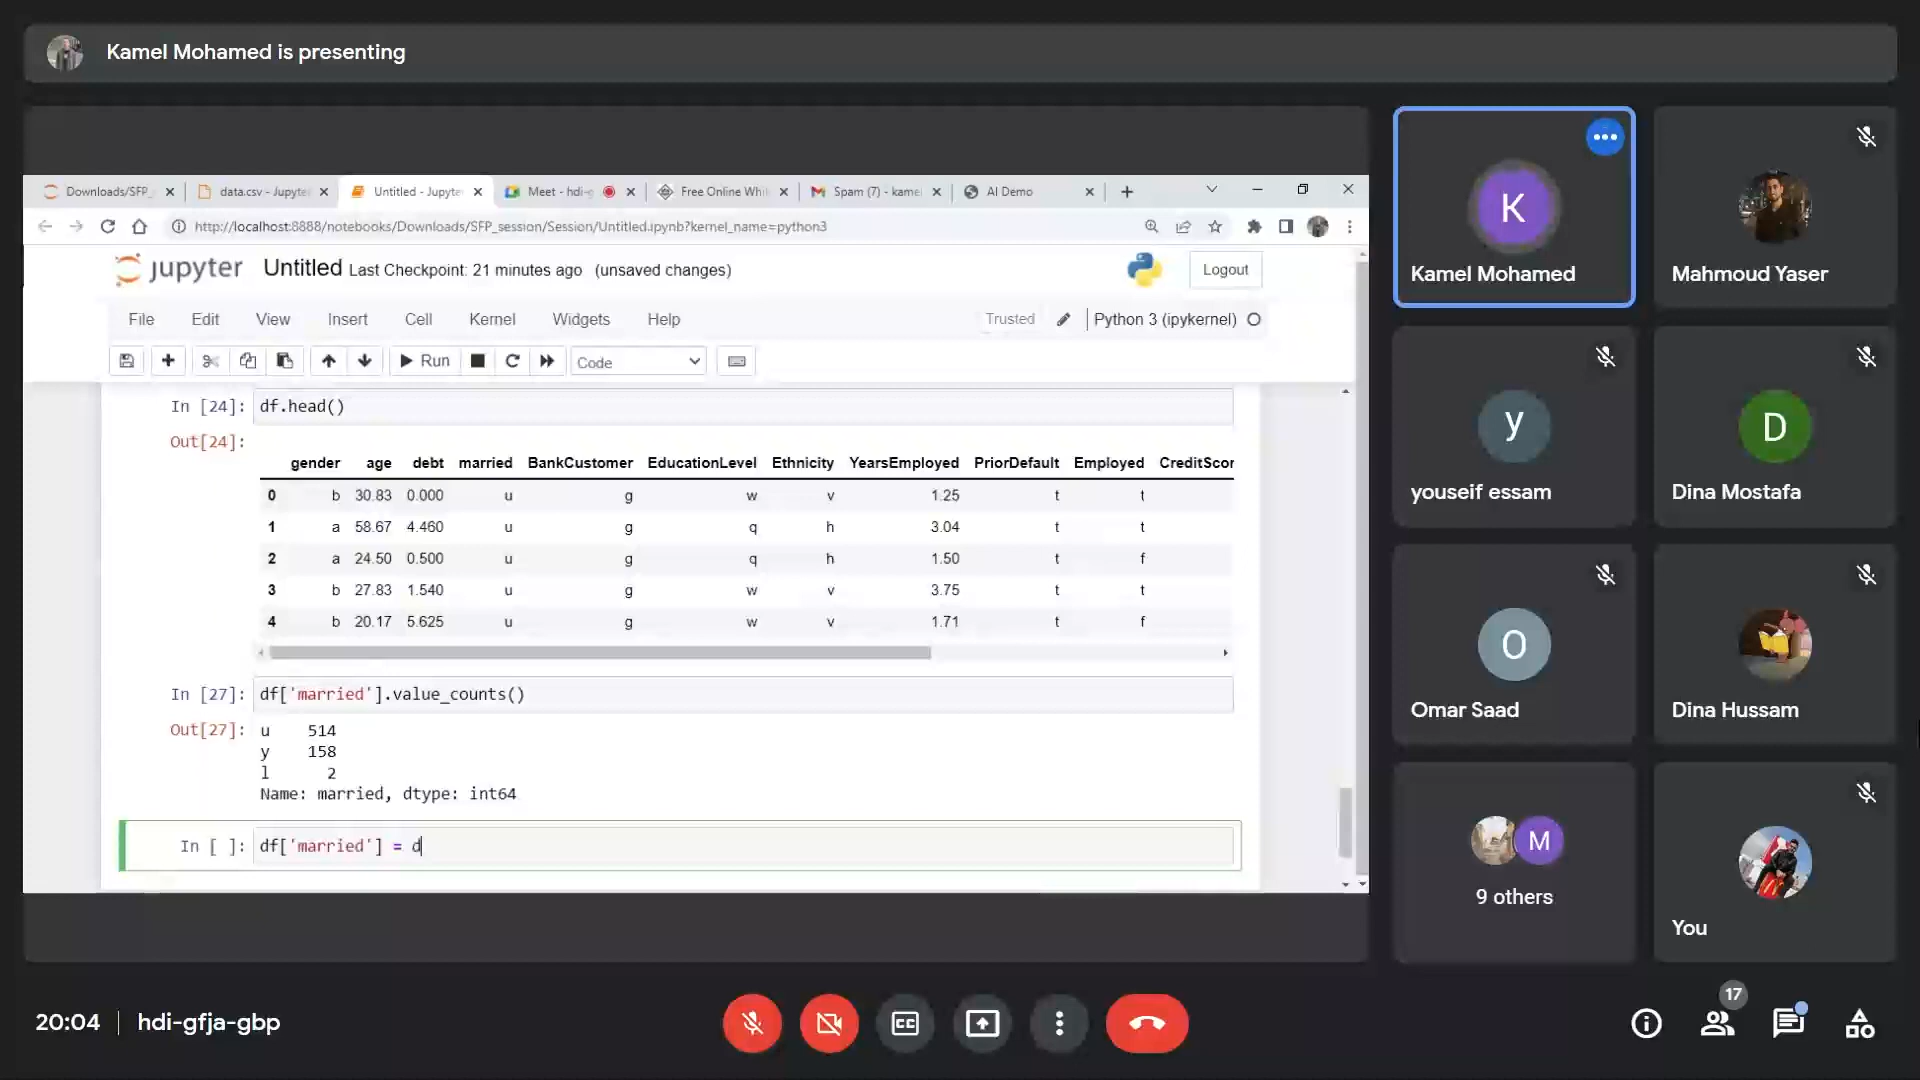 Kamel Mohamed is presenting
Downloads/SFP_
data.csv - Jupyte
Untitled - Jupyte
Meet - hdi-g
Free Online Whi
Spam (7) - kame
AI Demo
http://localhost:8888/notebooks/Downloads/SFP_session/Session/Untitled.ipynb?kernel_name=python3
jupyter Untitled Last Checkpoint: 21 minutes ago (unsaved changes)
Logout
File Edit View Insert Cell Kernel Widgets Help
Trusted Python 3 (ipykernel)
Run Code
In [24]: df.head()
Out[24]:
gender age debt married BankCustomer EducationLevel Ethnicity YearsEmployed PriorDefault Employed CreditScor
0 b 30.83 0.000 u g w v 1.25 t t
1 a 58.67 4.460 u g q h 3.04 t t
2 a 24.50 0.500 u g q h 1.50 t f
3 b 27.83 1.540 u g w v 3.75 t t
4 b 20.17 5.625 u g w v 1.71 t f
In [27]: df['married'].value_counts()
Out[27]: u 514
y 158
l 2
Name: married, dtype: int64
In [ ]: df['married'] = d
K
Kamel Mohamed
Mahmoud Yaser
y
youseif essam
D
Dina Mostafa
O
Omar Saad
Dina Hussam
M
9 others
You
20:04 | hdi-gfja-gbp
CC
17